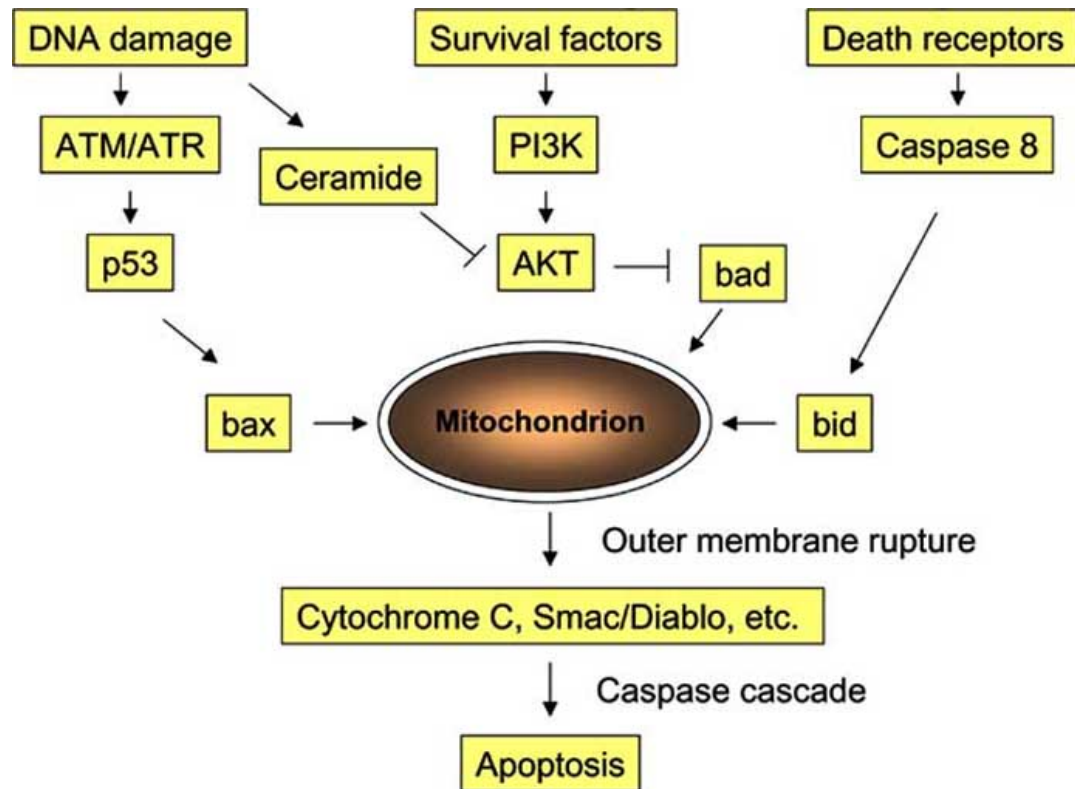 DNA damage
Survival factors
Death receptors
ATM/ATR
Ceramide
PI3K
Caspase 8
p53
AKT
bad
bax
Mitochondrion
bid
Outer membrane rupture
Cytochrome C, Smac/Diablo, etc.
Caspase cascade
Apoptosis